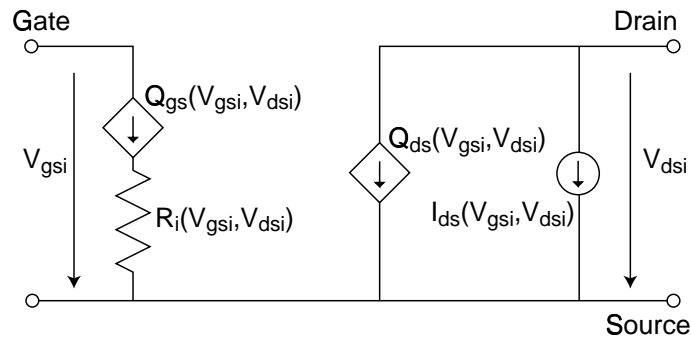 Gate
Drain
Qgs(Vgsi,Vdsi)
Qds(Vgsi,Vdsi)
Vgsi
Vdsi
Ri(Vgsi,Vdsi)
Ids(Vgsi,Vdsi)
Source